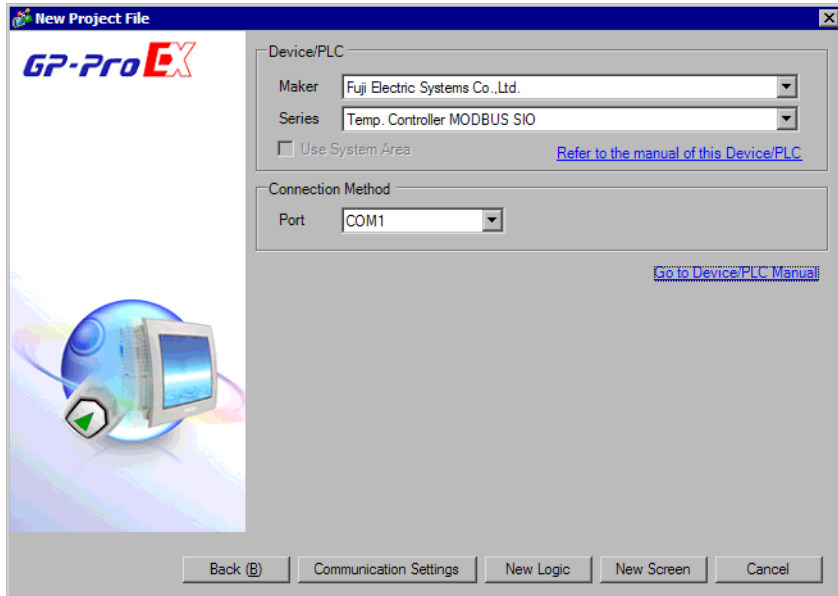 New Project File
GP-Pro EX
Device/PLC
Maker Fuji Electric Systems Co.,Ltd.
Series Temp. Controller MODBUS SIO
Use System Area Refer to the manual of this Device/PLC
Connection Method
Port COM1
Go to Device/PLC Manual
Back (B) Communication Settings New Logic New Screen Cancel